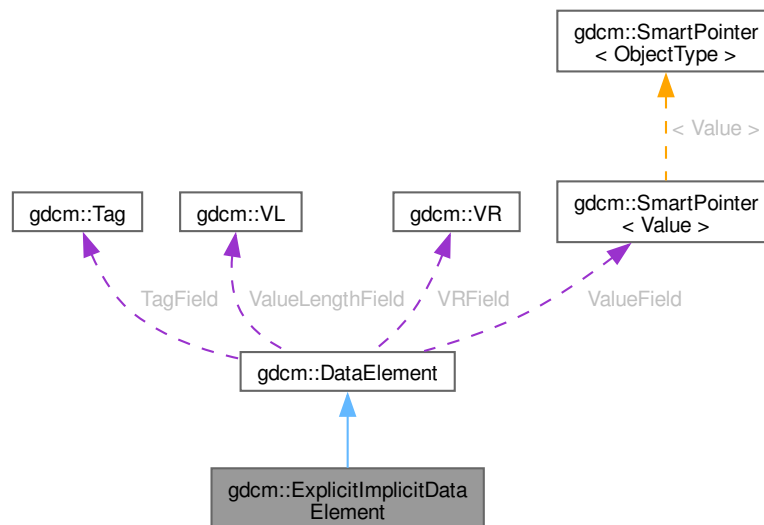 gdcm::SmartPointer
< ObjectType >
< Value >
gdcm::Tag
gdcm::VL
gdcm::VR
gdcm::SmartPointer
< Value >
TagField
ValueLengthField
VRField
ValueField
gdcm::DataElement
gdcm::ExplicitImplicitData
Element